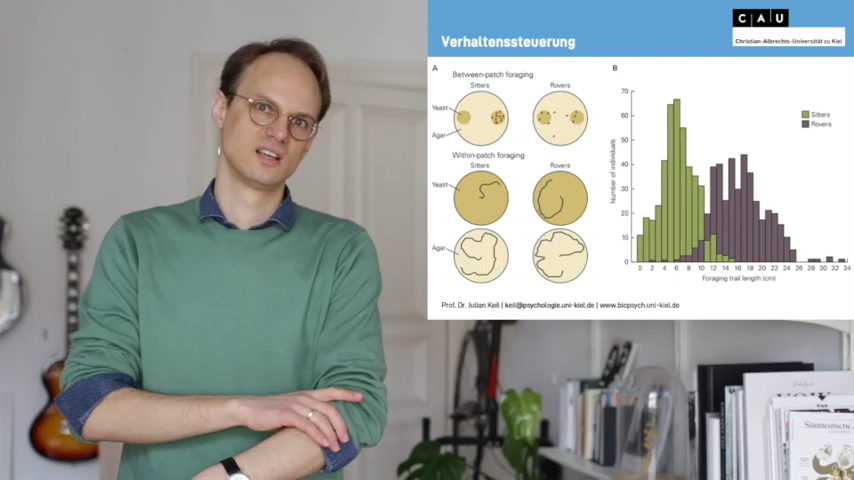 C|A|U
Christian-Albrechts-Universität zu Kiel
Verhaltenssteuerung
A
Between-patch foraging
Sitters
Rovers
Yeast
Agar
Within-patch foraging
Sitters
Rovers
Yeast
Agar
B
Number of individuals
70
60
50
40
30
20
10
0
Sitters
Rovers
0 2 4 6 8 10 12 14 16 18 20 22 24 26 28 30 32 34
Foraging trail length (cm)
Prof. Dr. Julian Keil | keil@psychologie.uni-kiel.de | www.biopsych.uni-kiel.de